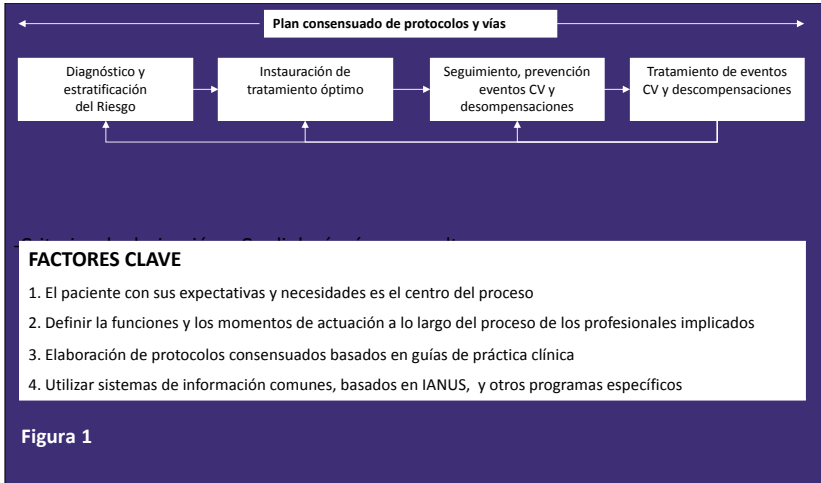 Plan consensuado de protocolos y vías
Diagnóstico y
estratificación
del Riesgo
Instauración de
tratamiento óptimo
Seguimiento, prevención
eventos CV y
desompensaciones
Tratamiento de eventos
CV y descompensaciones
FACTORES CLAVE
1. El paciente con sus expectativas y necesidades es el centro del proceso
2. Definir la funciones y los momentos de actuación a lo largo del proceso de los profesionales implicados
3. Elaboración de protocolos consensuados basados en guías de práctica clínica
4. Utilizar sistemas de información comunes, basados en IANUS, y otros programas específicos
Figura 1